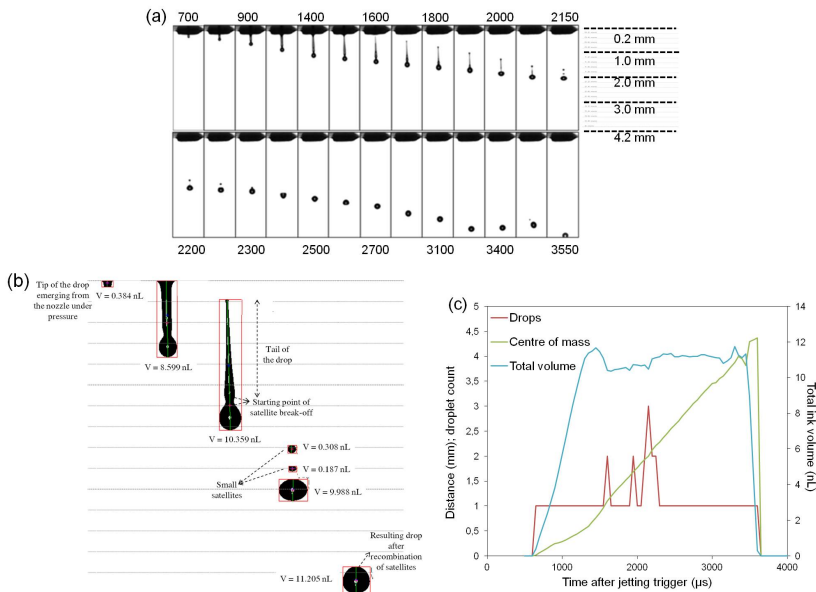 (a)
700 900 1400 1600 1800 2000 2150
0.2 mm
1.0 mm
2.0 mm
3.0 mm
4.2 mm
2200 2300 2500 2700 3100 3400 3550
(b)
Tip of the drop
emerging from
the nozzle under
pressure
V = 0.384 nL
V = 8.599 nL
Tail of
the drop
Starting point of
satellite break-off
V = 10.359 nL
V = 0.308 nL
V = 0.187 nL
Small
satellites
V = 9.988 nL
Resulting drop
after
recombination
of satellites
V = 11.205 nL
(c)
Distance (mm); droplet count
5
4,5
4
3,5
3
2,5
2
1,5
1
0,5
0
Drops
Centre of mass
Total volume
14
12
10
8
6
4
2
0
Total ink volume (nL)
0 1000 2000 3000 4000
Time after jetting trigger (µs)